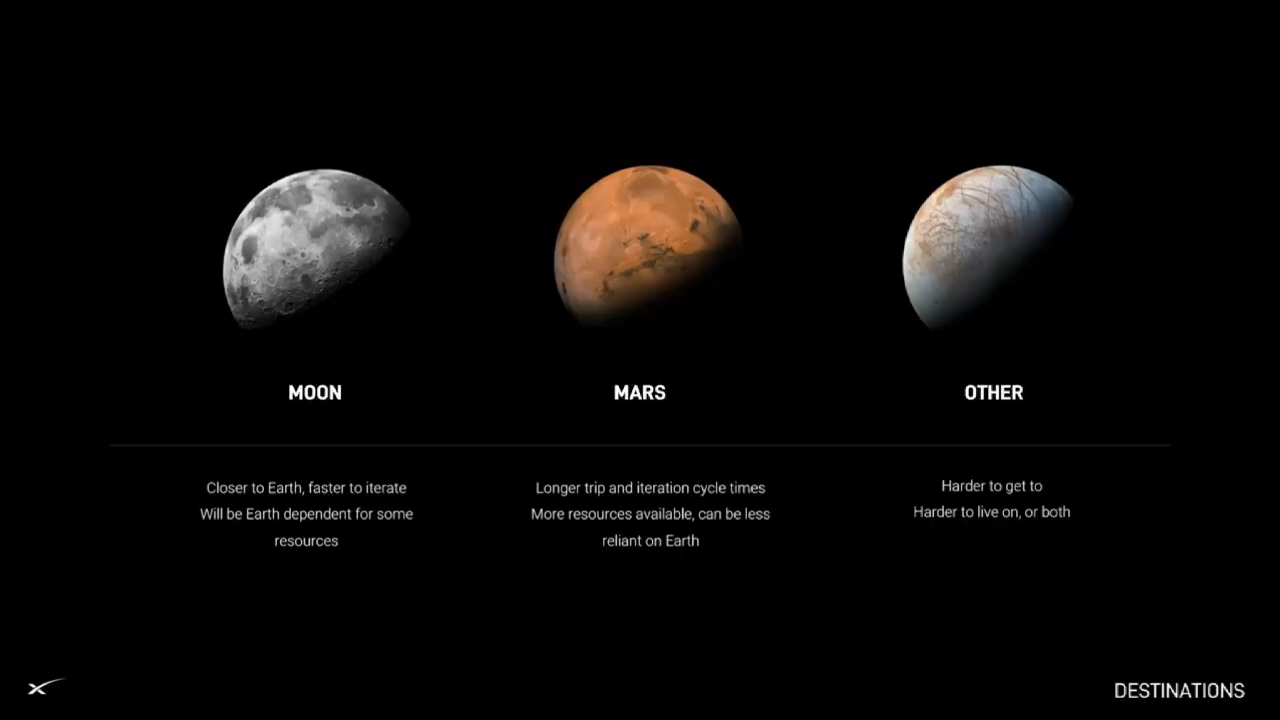 MOON
MARS
OTHER
Closer to Earth, faster to iterate
Will be Earth dependent for some
resources
Longer trip and iteration cycle times
More resources available, can be less
reliant on Earth
Harder to get to
Harder to live on, or both
DESTINATIONS